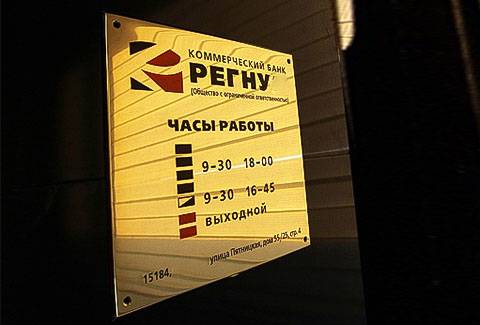 КОММЕРЧЕСКИЙ БАНК
РЕГНУ
(Общество с ограниченной ответственностью)
ЧАСЫ РАБОТЫ
9-30 18-00
9-30 16-45
ВЫХОДНОЙ
улица Пятницкая, дом 55/25, стр.4
15184,